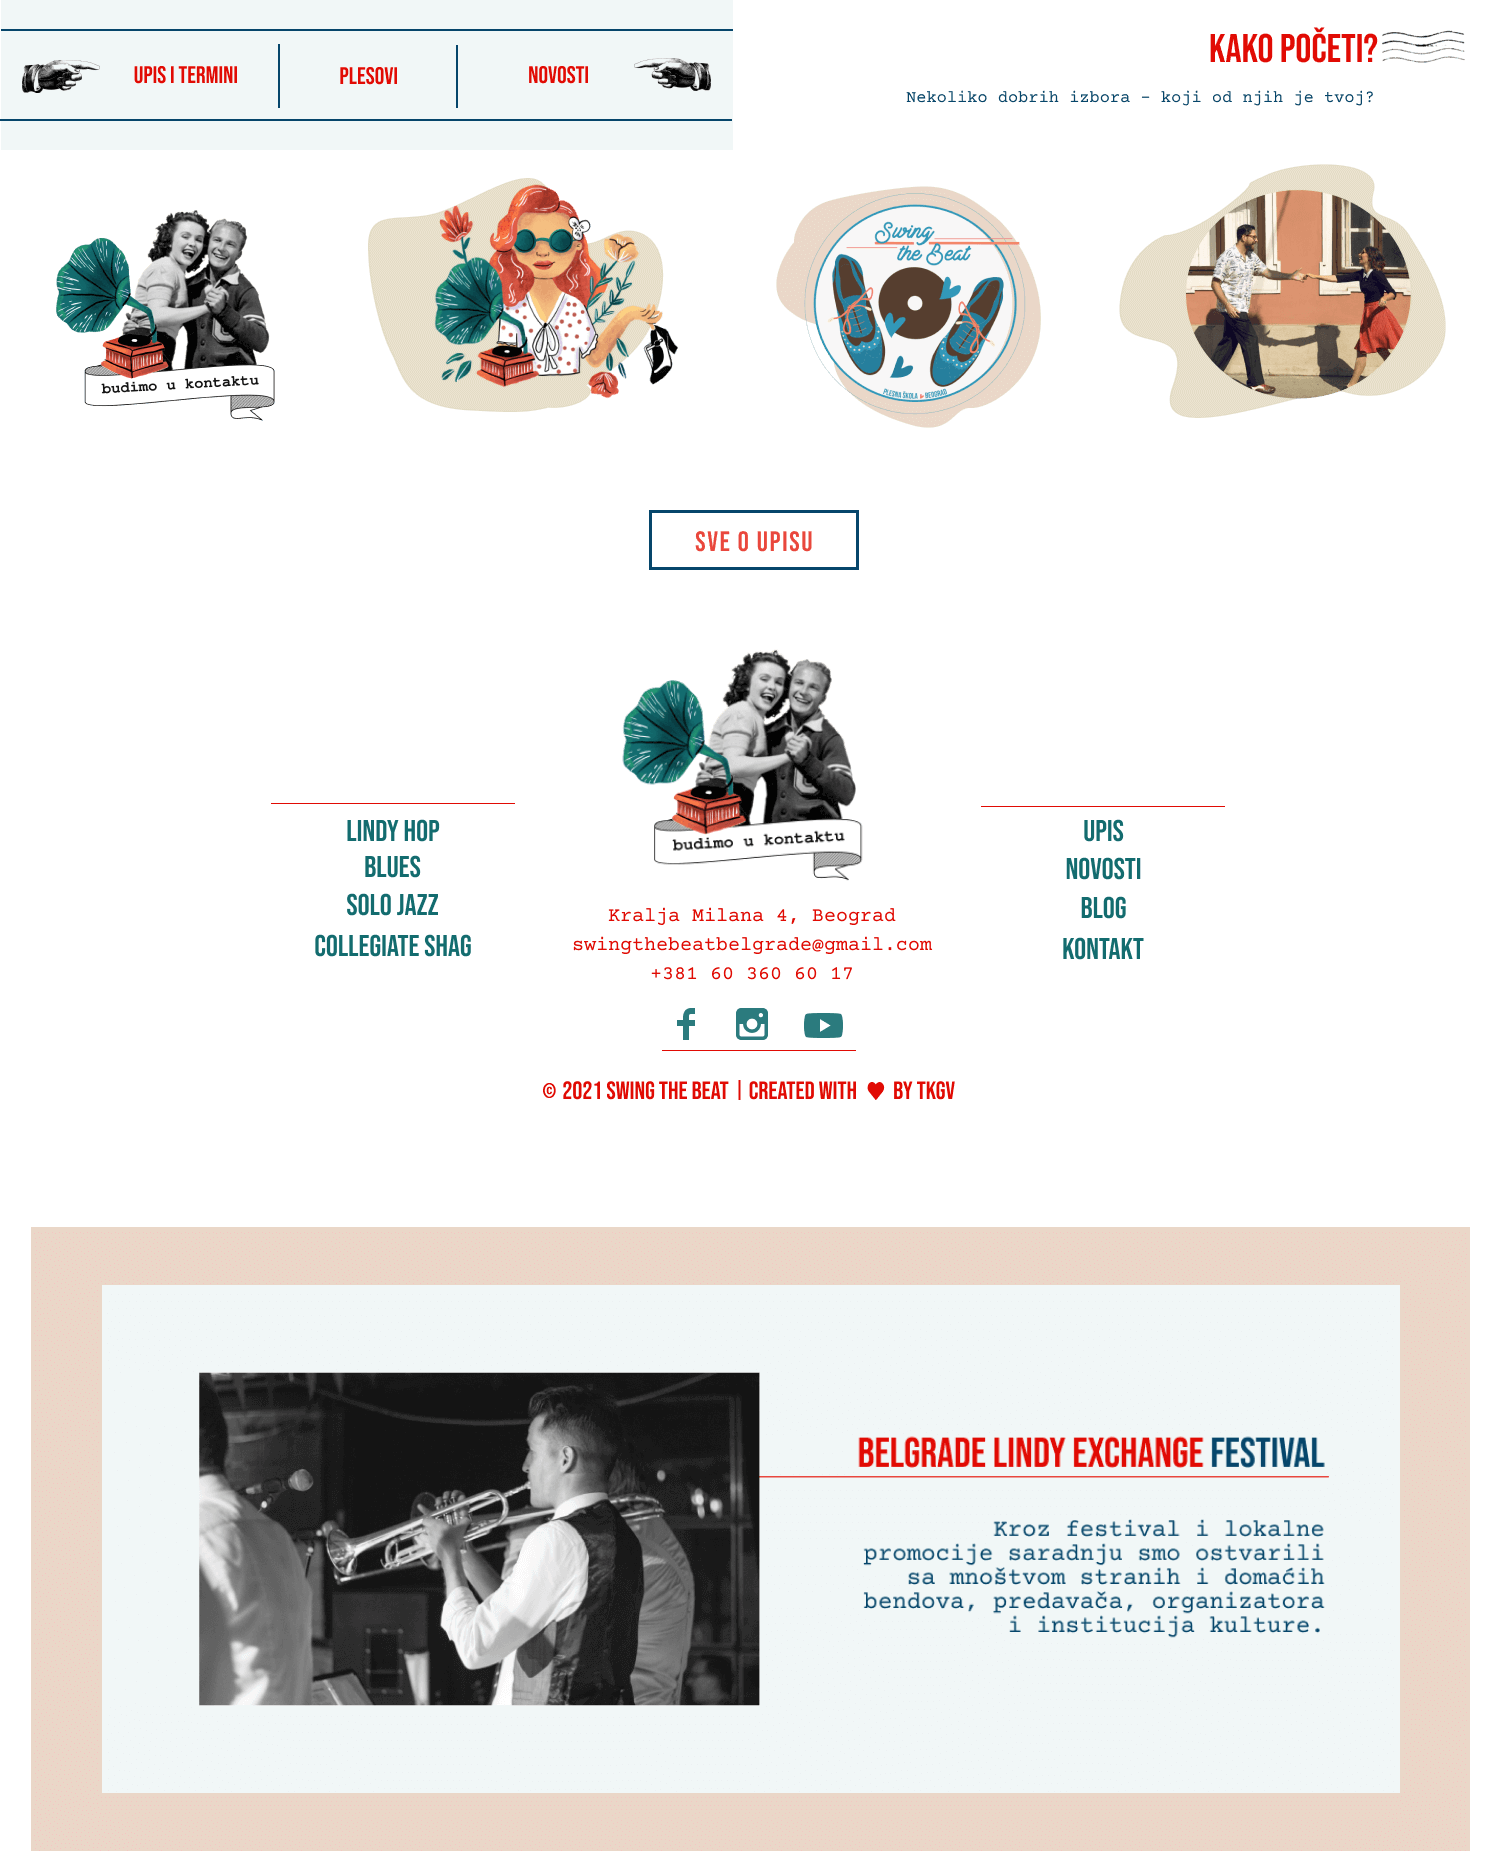 UPIS I TERMINI
PLESOVI
NOVOSTI
KAKO POČETI?
Nekoliko dobrih izbora - koji od njih je tvoj?
budimo u kontaktu
Swing
the Beat
PLESNA ŠKOLA BEOGRAD
SVE O UPISU
budimo u kontaktu
LINDY HOP
BLUES
SOLO JAZZ
COLLEGIATE SHAG
Kralja Milana 4, Beograd
swingthebeatbelgrade@gmail.com
+381 60 360 60 17
UPIS
NOVOSTI
BLOG
KONTAKT
© 2021 SWING THE BEAT | CREATED WITH ♥ BY TKGV
BELGRADE LINDY EXCHANGE FESTIVAL
Kroz festival i lokalne
promocije saradnju smo ostvarili
sa mnoštvom stranih i domaćih
bendova, predavača, organizatora
i institucija kulture.